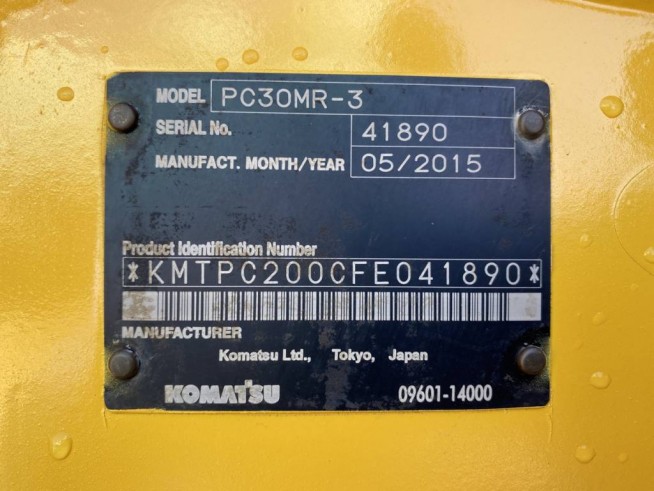 MODEL PC30MR-3
SERIAL No. 41890
MANUFACT. MONTH/YEAR 05/2015
Product Identification Number
*KMTPC200CFE041890*
MANUFACTURER
Komatsu Ltd., Tokyo, Japan
KOMATSU 09601-14000